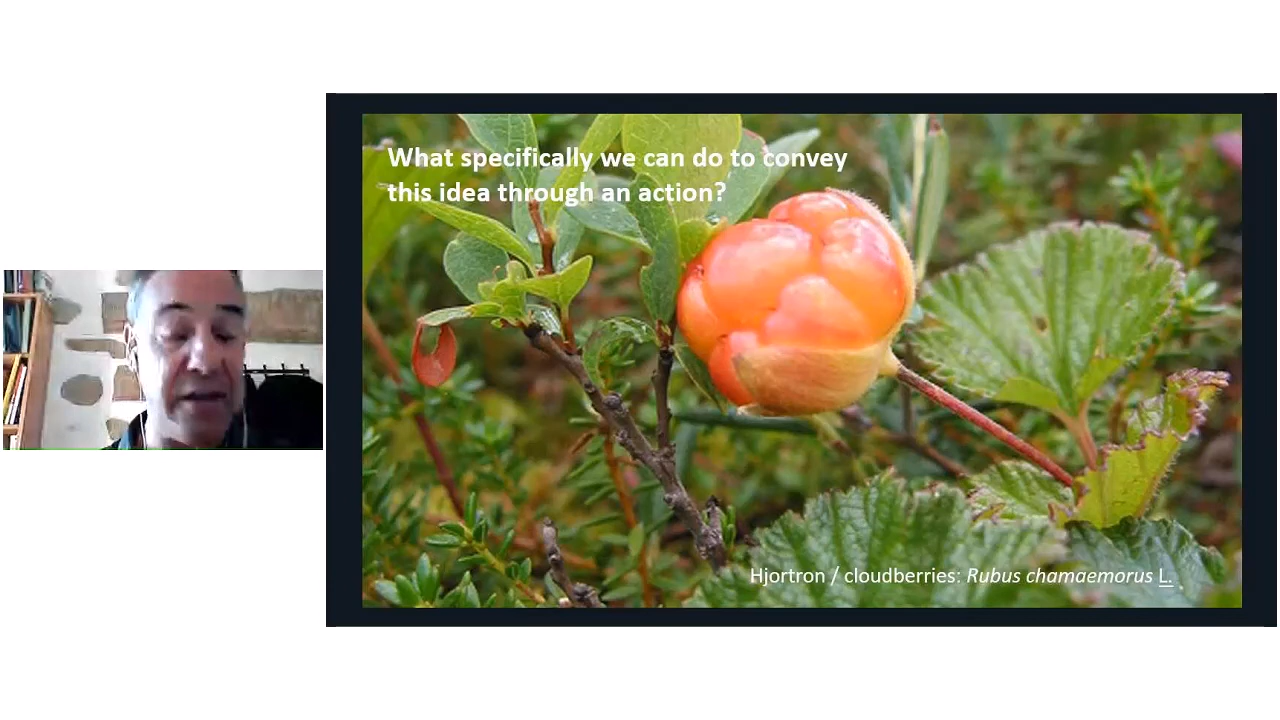 What specifically we can do to convey
this idea through an action?
Hjortron / cloudberries: Rubus chamaemorus L.